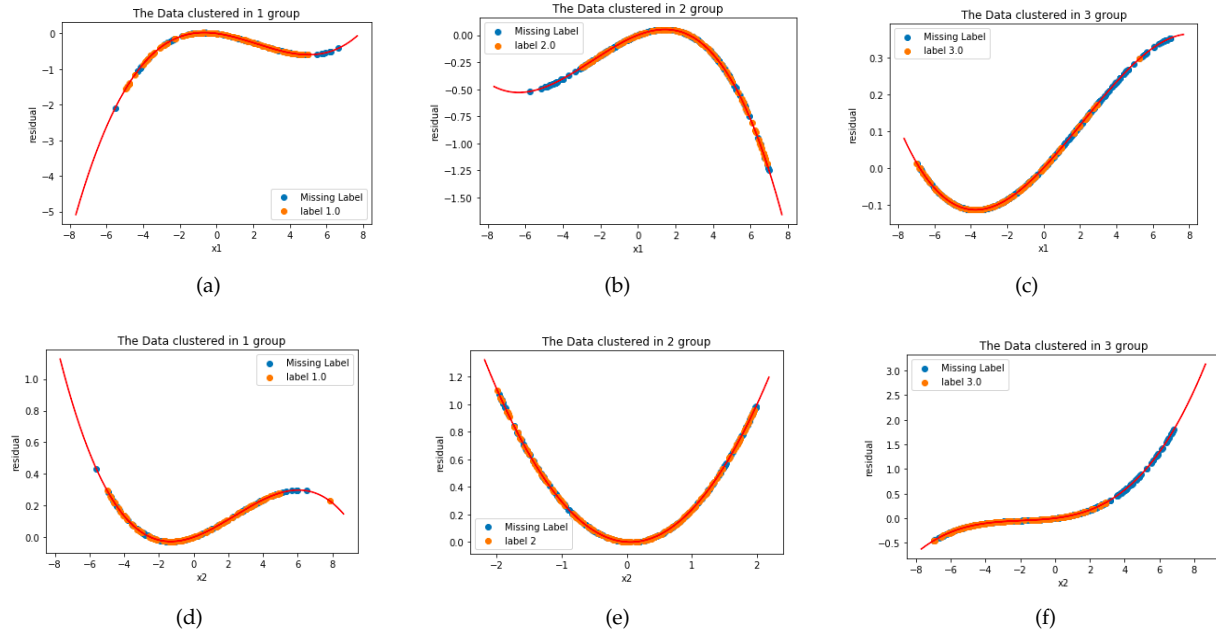 The Data clustered in 1 group
0
−1
−2
−3
−4
−5
residual
Missing Label
label 1.0
−8 −6 −4 −2 0 2 4 6 8
x1
(a)
The Data clustered in 2 group
0.00
−0.25
−0.50
−0.75
−1.00
−1.25
−1.50
residual
Missing Label
label 2.0
−8 −6 −4 −2 0 2 4 6 8
x1
(b)
The Data clustered in 3 group
0.3
0.2
0.1
0.0
−0.1
residual
Missing Label
label 3.0
−8 −6 −4 −2 0 2 4 6 8
x1
(c)
The Data clustered in 1 group
1.0
0.8
0.6
0.4
0.2
0.0
residual
Missing Label
label 1.0
−8 −6 −4 −2 0 2 4 6 8
x2
(d)
The Data clustered in 2 group
1.2
1.0
0.8
0.6
0.4
0.2
0.0
residual
Missing Label
label 2
−2 −1 0 1 2
x2
(e)
The Data clustered in 3 group
3.0
2.5
2.0
1.5
1.0
0.5
0.0
−0.5
residual
Missing Label
label 3.0
−8 −6 −4 −2 0 2 4 6 8
x2
(f)